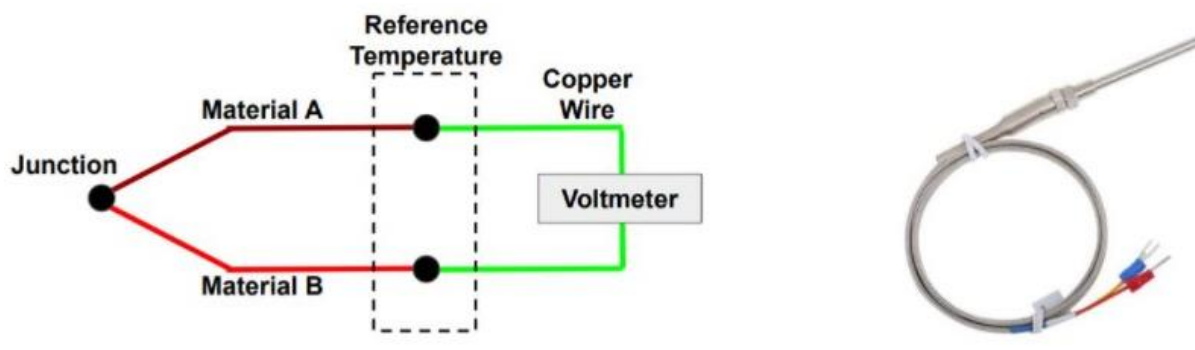 Reference
Temperature
Copper
Wire
Material A
Junction
Voltmeter
Material B